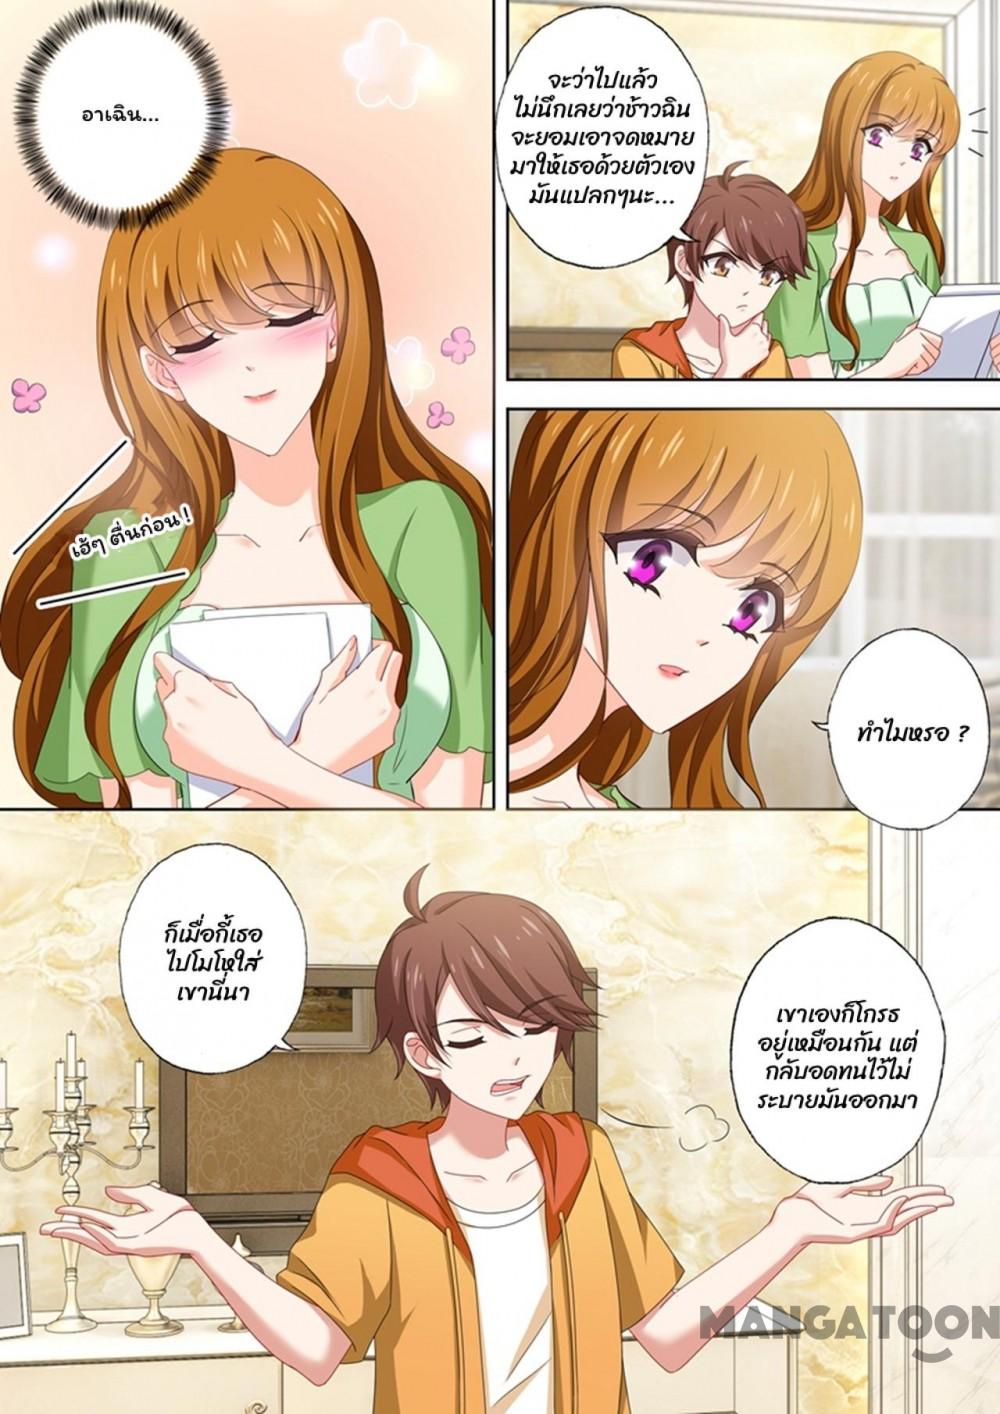 อาเฉิน...
เฮ้ๆ ตื่นก่อน !
จะว่าไปแล้ว
ไม่นึกเลยว่าช้าวฉิน
จะยอมเอาจดหมาย
มาให้เธอด้วยตัวเอง
มันแปลกๆนะ...
ทำไมหรอ ?
ก็เมื่อกี้เธอ
ไปโมโหใส่
เขานี่นา
เขาเองก็โกรธ
อยู่เหมือนกัน แต่
กลับอดทนไว้ไม่
ระบายมันออกมา
MANGATOON